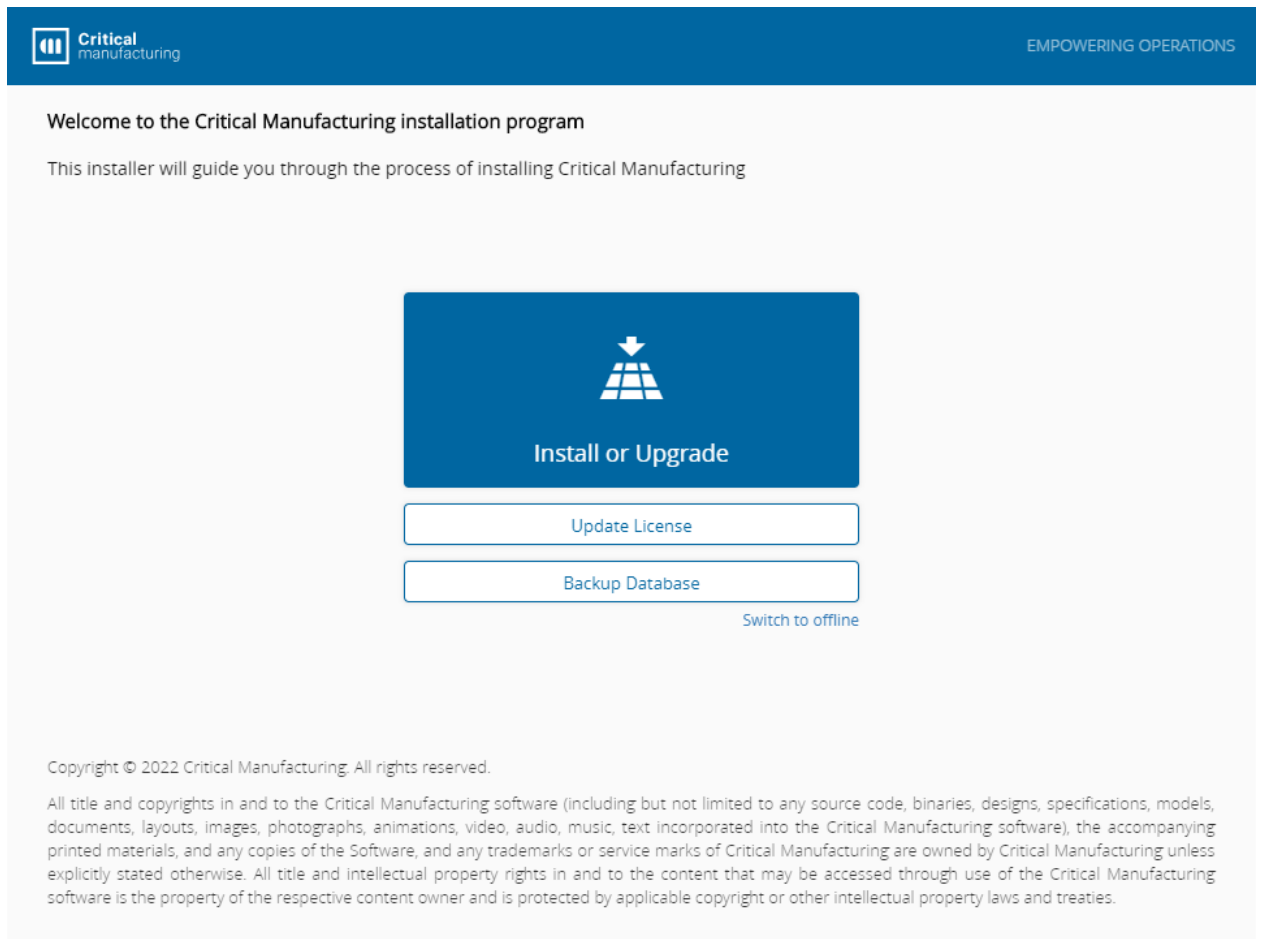 Critical
manufacturing
EMPOWERING OPERATIONS
Welcome to the Critical Manufacturing installation program
This installer will guide you through the process of installing Critical Manufacturing
Install or Upgrade
Update License
Backup Database
Switch to offline
Copyright © 2022 Critical Manufacturing. All rights reserved.
All title and copyrights in and to the Critical Manufacturing software (including but not limited to any source code, binaries, designs, specifications, models,
documents, layouts, images, photographs, animations, video, audio, music, text incorporated into the Critical Manufacturing software), the accompanying
printed materials, and any copies of the Software, and any trademarks or service marks of Critical Manufacturing are owned by Critical Manufacturing unless
explicitly stated otherwise. All title and intellectual property rights in and to the content that may be accessed through use of the Critical Manufacturing
software is the property of the respective content owner and is protected by applicable copyright or other intellectual property laws and treaties.